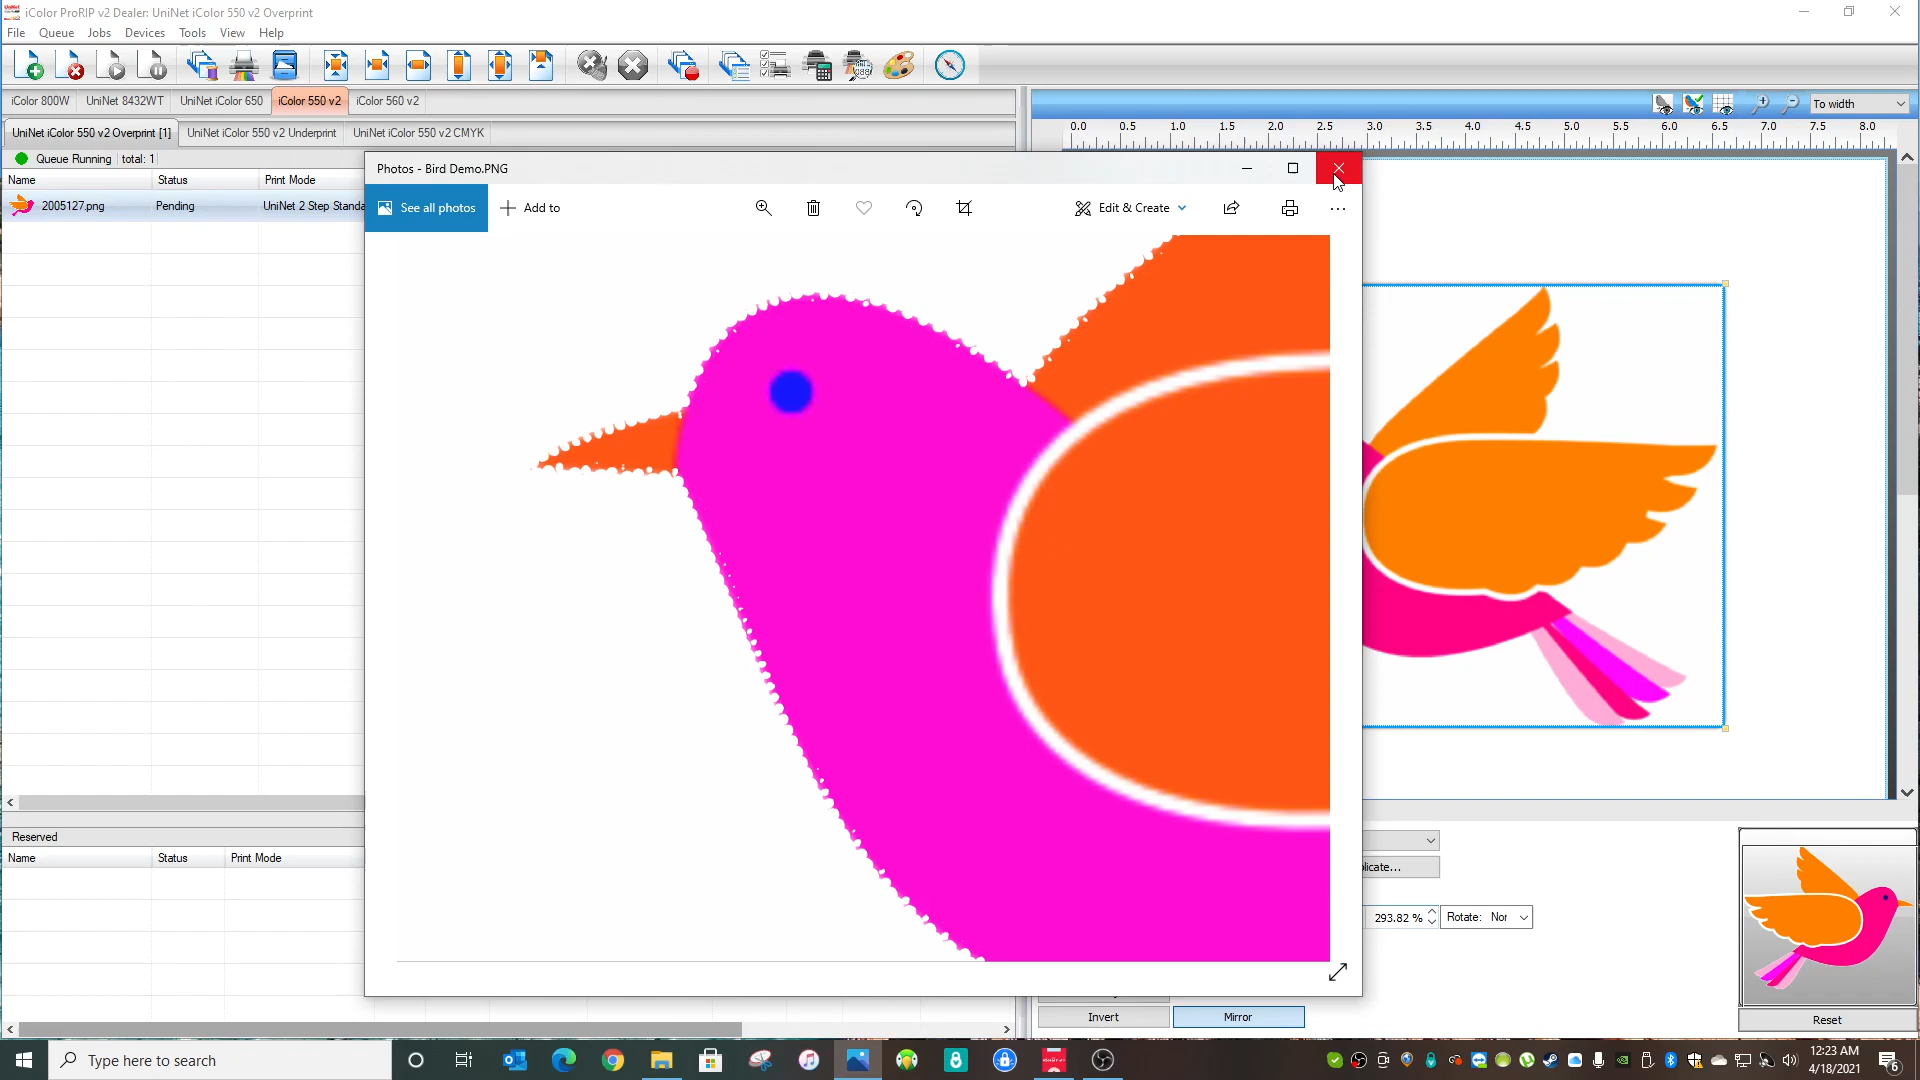 iColor ProRIP v2 Dealer: UniNet iColor 550 v2 Overprint
File Queue Jobs Devices Tools View Help
iColor 800W UniNet 8432WT UniNet iColor 650 iColor 550 v2 iColor 560 v2
To width
UniNet iColor 550 v2 Overprint [1] UniNet iColor 550 v2 Underprint UniNet iColor 550 v2 CMYK
0.0 0.5 1.0 1.5 2.0 2.5 3.0 3.5 4.0 4.5 5.0 5.5 6.0 6.5 7.0 7.5 8.0
Queue Running total: 1
Name Status Print Mode
2005127.png Pending UniNet 2 Step Standa
Photos - Bird Demo.PNG
See all photos Add to Edit & Create
Reserved
Name Status Print Mode
plicate...
293.82 % Rotate: Nor
Invert Mirror
Reset
Type here to search
12:23 AM
4/18/2021
6